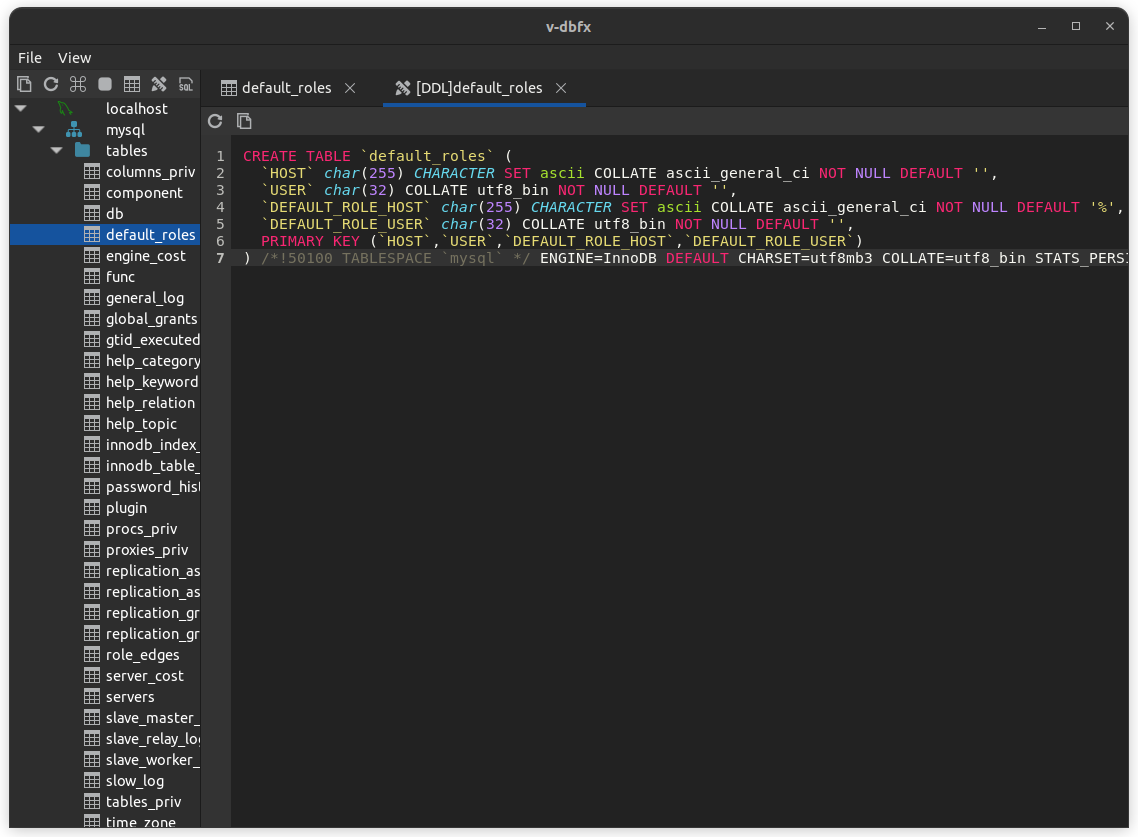 v-dbfx
File View
SQL
localhost
mysql
tables
columns_priv
component
db
default_roles
engine_cost
func
general_log
global_grants
gtid_executed
help_category
help_keyword
help_relation
help_topic
innodb_index_
innodb_table_
password_hist
plugin
procs_priv
proxies_priv
replication_as
replication_as
replication_gr
replication_gr
role_edges
server_cost
servers
slave_master_
slave_relay_log
slave_worker_
slow_log
tables_priv
time_zone
default_roles [DDL]default_roles
1 CREATE TABLE `default_roles` (
2 `HOST` char(255) CHARACTER SET ascii COLLATE ascii_general_ci NOT NULL DEFAULT '',
3 `USER` char(32) COLLATE utf8_bin NOT NULL DEFAULT '',
4 `DEFAULT_ROLE_HOST` char(255) CHARACTER SET ascii COLLATE ascii_general_ci NOT NULL DEFAULT '%',
5 `DEFAULT_ROLE_USER` char(32) COLLATE utf8_bin NOT NULL DEFAULT '',
6 PRIMARY KEY (`HOST`,`USER`,`DEFAULT_ROLE_HOST`,`DEFAULT_ROLE_USER`)
7 ) /*!50100 TABLESPACE `mysql` */ ENGINE=InnoDB DEFAULT CHARSET=utf8mb3 COLLATE=utf8_bin STATS_PERSI